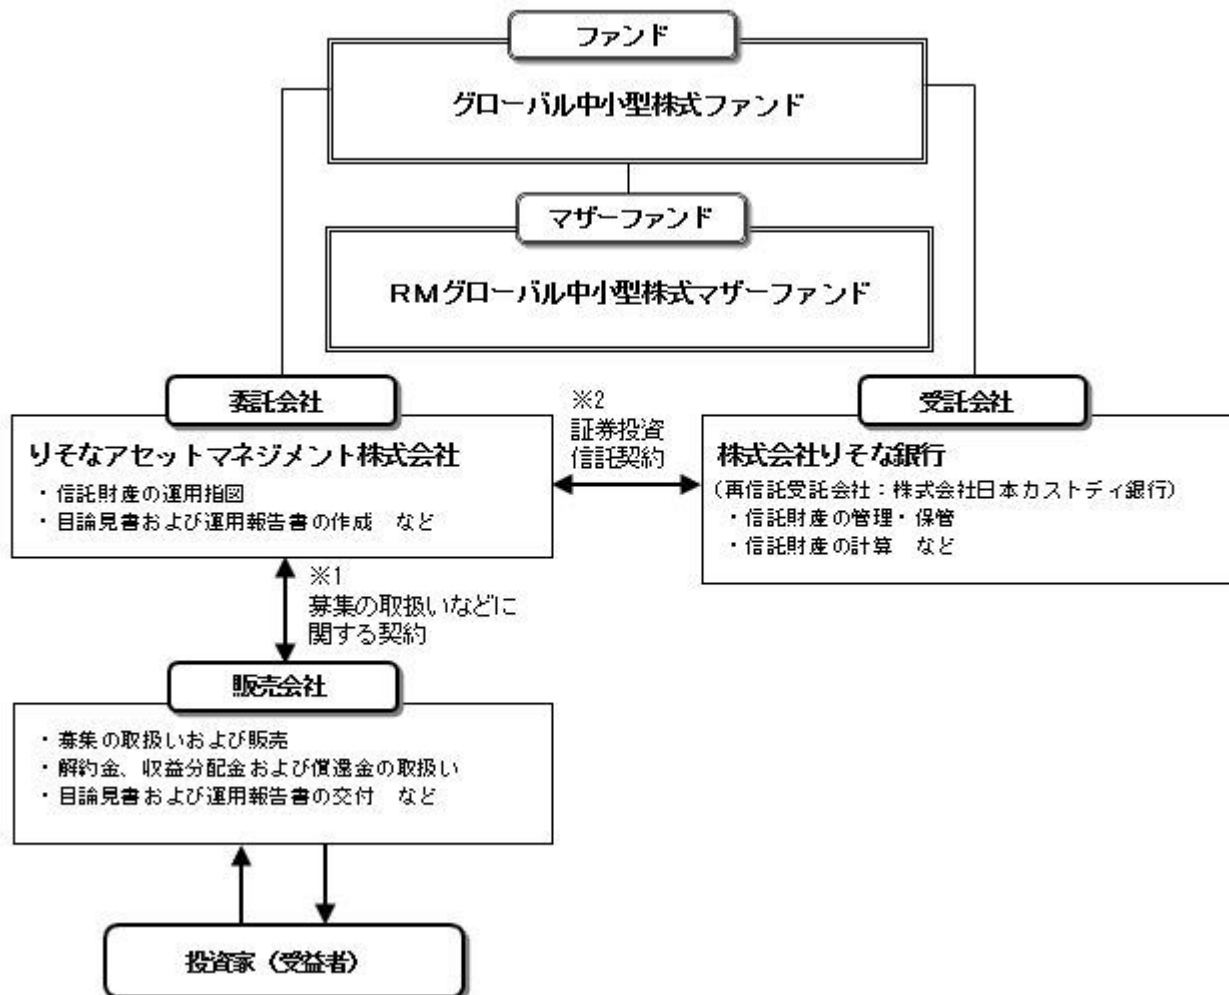 ファンド
グローバル中小型株式ファンド
マザーファンド
RMグローバル中小型株式マザーファンド
委託会社
りそなアセットマネジメント株式会社
・信託財産の運用指図
・目論見書および運用報告書の作成 など
※2
証券投資
信託契約
受託会社
株式会社りそな銀行
(再信託受託会社:株式会社日本カストディ銀行)
・信託財産の管理・保管
・信託財産の計算 など
※1
募集の取扱いなどに
関する契約
販売会社
・募集の取扱いおよび販売
・解約金、収益分配金および償還金の取扱い
・目論見書および運用報告書の交付 など
投資家(受益者)